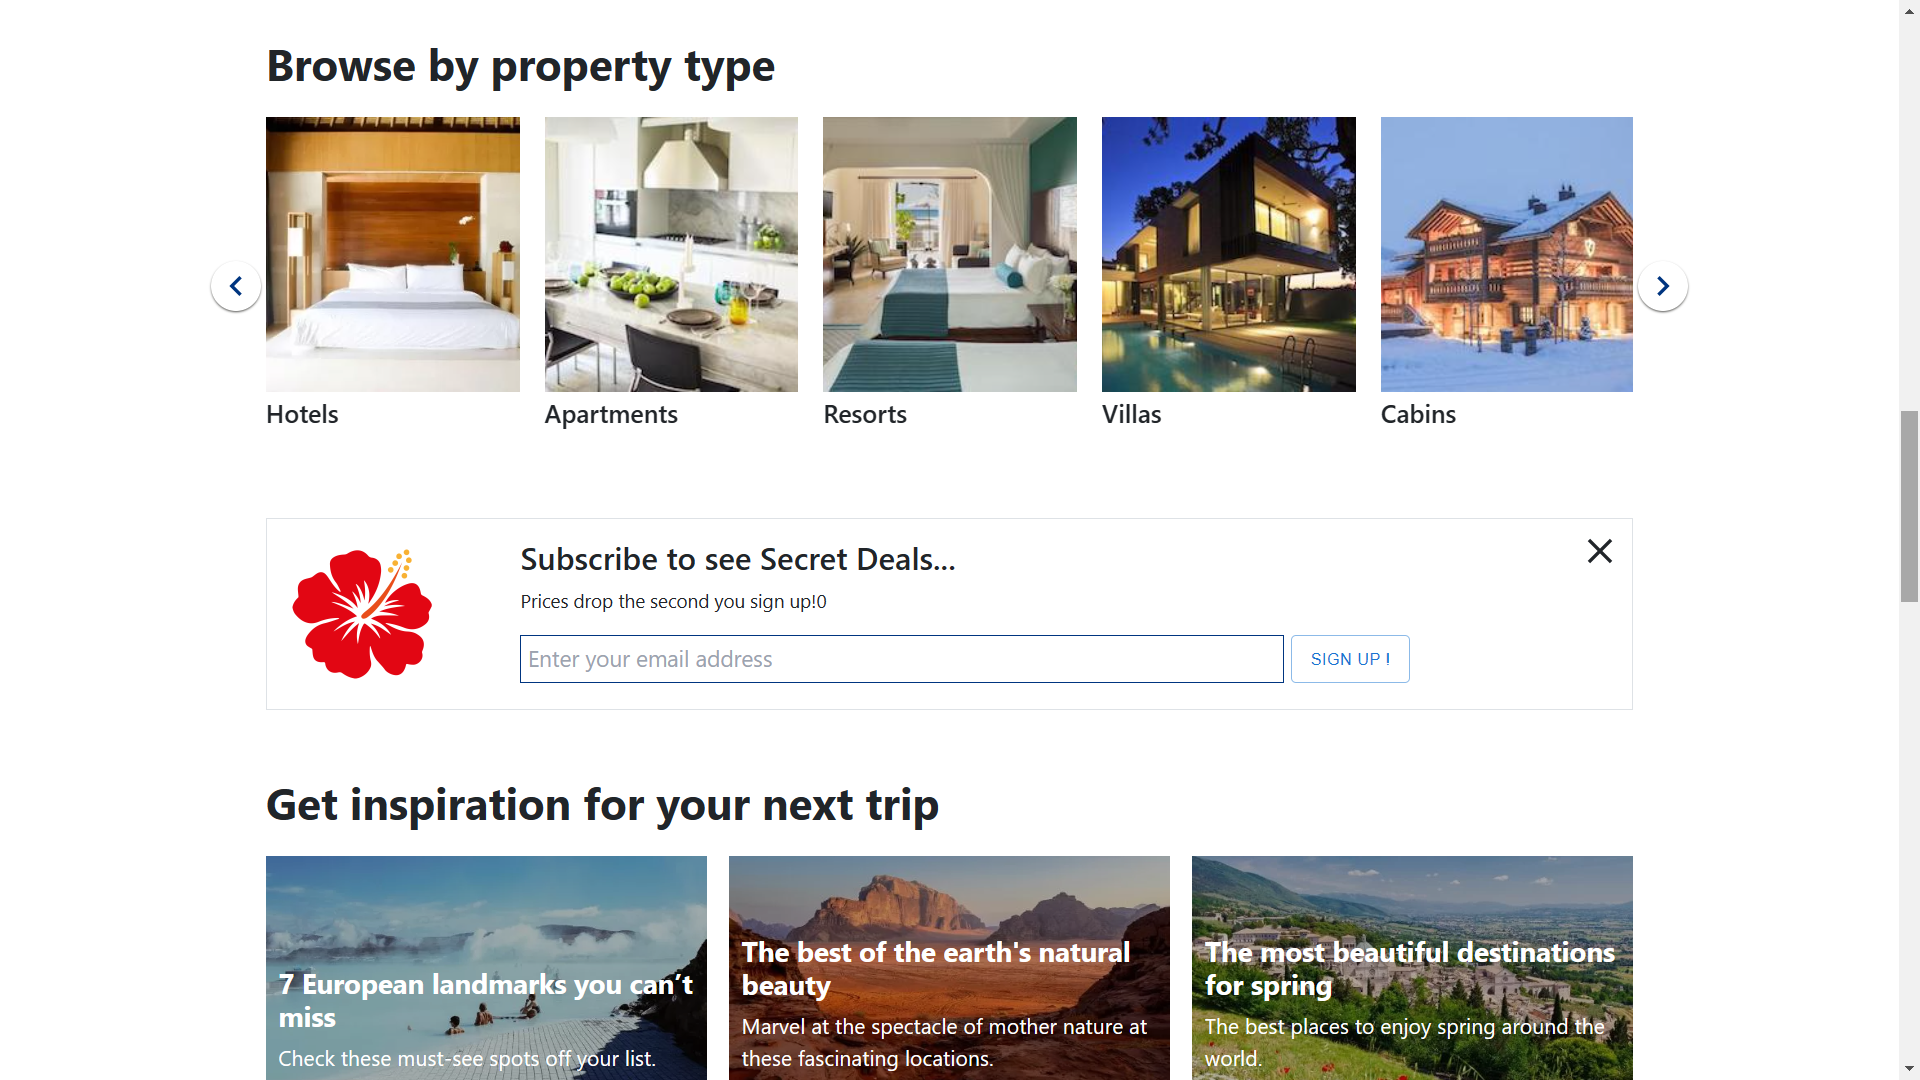 Browse by property type
Hotels
Apartments
Resorts
Villas
Cabins
Subscribe to see Secret Deals...
Prices drop the second you sign up!0
Enter your email address
SIGN UP !
Get inspiration for your next trip
7 European landmarks you can’t
miss
Check these must-see spots off your list.
The best of the earth's natural
beauty
Marvel at the spectacle of mother nature at
these fascinating locations.
The most beautiful destinations
for spring
The best places to enjoy spring around the
world.